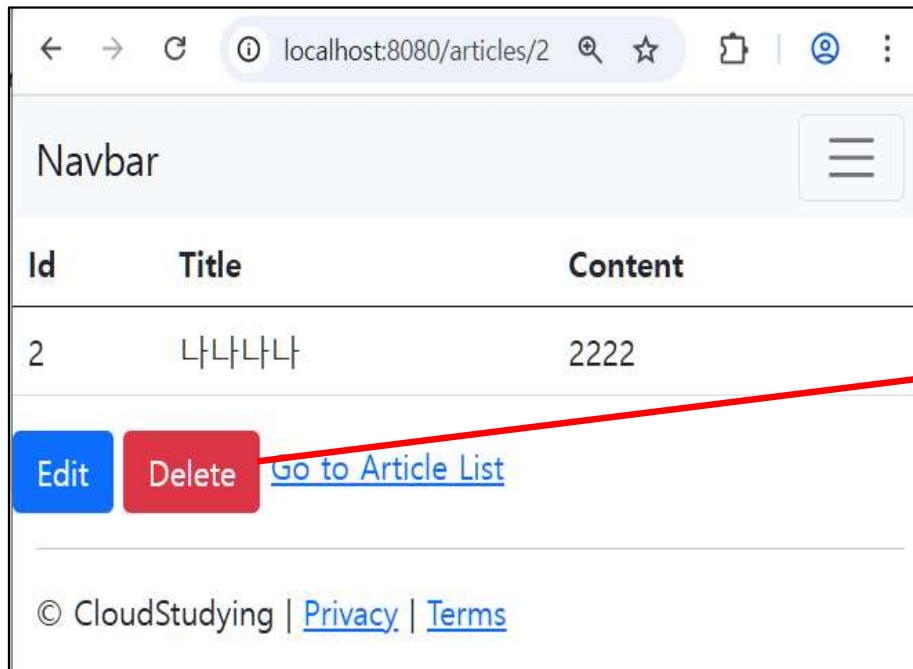 localhost:8080/articles/2
Navbar
Id Title Content
2 나나나나 2222
Edit Delete Go to Article List
© CloudStudying | Privacy | Terms